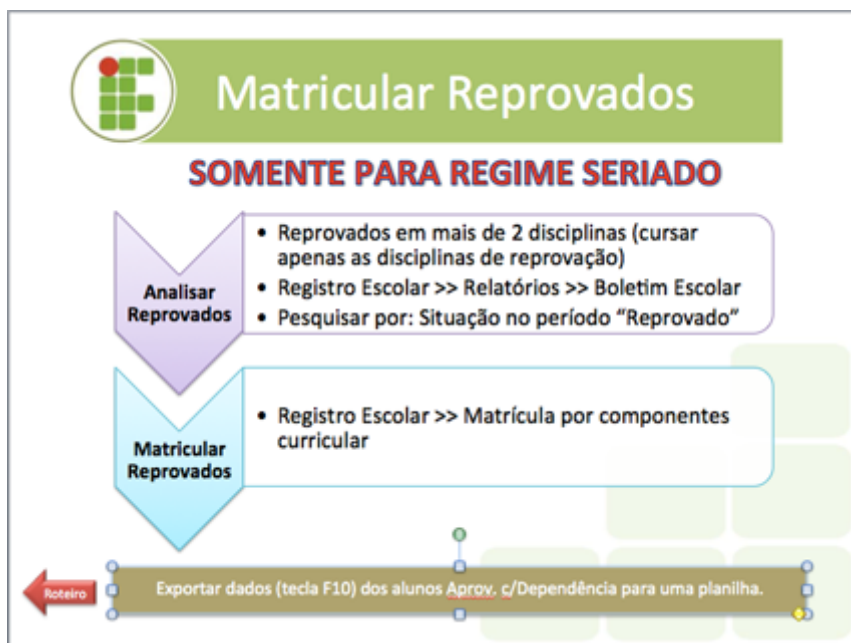 Matricular Reprovados
SOMENTE PARA REGIME SERIADO
Analisar
Reprovados
• Reprovados em mais de 2 disciplinas (cursar
apenas as disciplinas de reprovação)
• Registro Escolar >> Relatórios >> Boletim Escolar
• Pesquisar por: Situação no período “Reprovado”
Matricular
Reprovados
• Registro Escolar >> Matrícula por componentes
curricular
Roteiro
Exportar dados (tecla F10) dos alunos Aprov. c/Dependência para uma planilha.